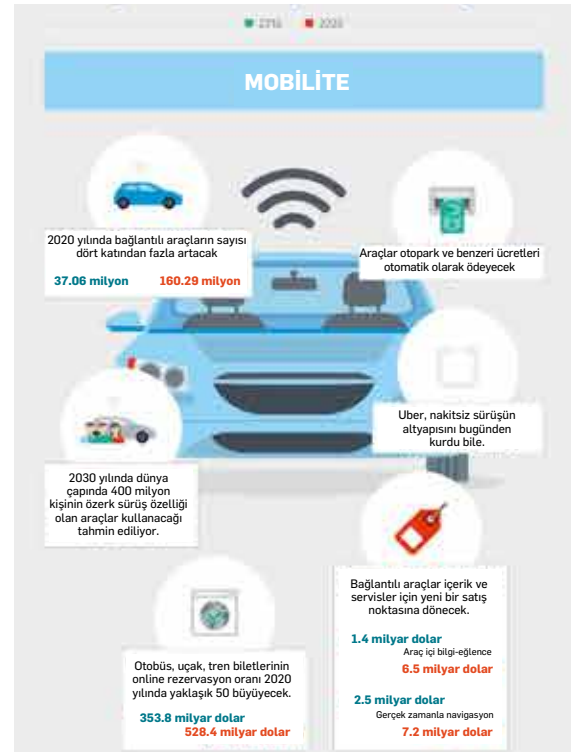 2020
MOBİLİTE
2020 yılında bağlantılı araçların sayısı
dört katından fazla artacak
37.06 milyon 160.29 milyon
Araçlar otopark ve benzeri ücretleri
otomatik olarak ödeyecek
Uber, nakitsiz sürüşün
altyapısını bugünden
kurdu bile.
2030 yılında dünya
çapında 400 milyon
kişinin özerk sürüş özelliği
olan araçlar kullanacağı
tahmin ediliyor.
Bağlantılı araçlar içerik ve
servisler için yeni bir satış
noktasına dönecek.
1.4 milyar dolar
Araç içi bilgi-eğlence
6.5 milyar dolar
2.5 milyar dolar
Gerçek zamanla navigasyon
7.2 milyar dolar
Otobüs, uçak, tren biletlerinin
online rezervasyon oranı 2020
yılında yaklaşık 50 büyüyecek.
353.8 milyar dolar
528.4 milyar dolar